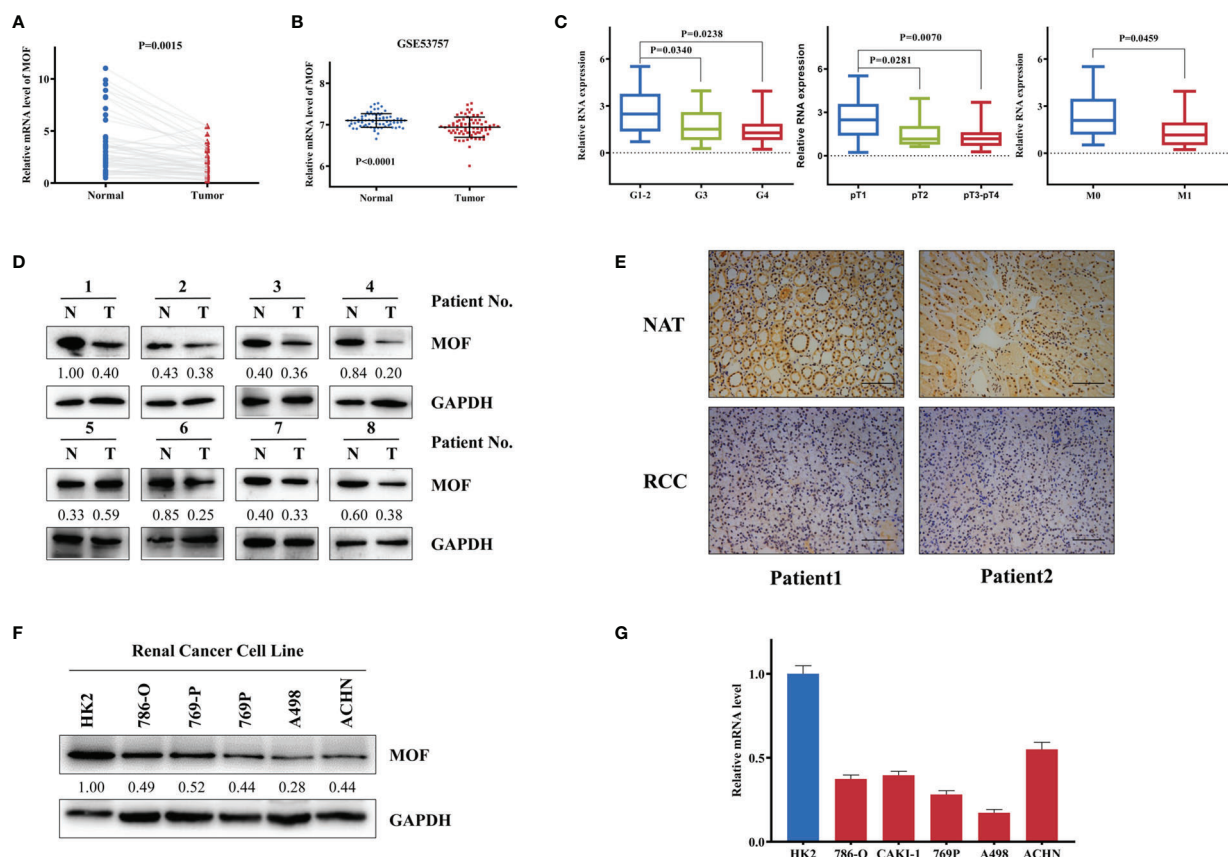 A
P=0.0015
Relative mRNA level of MOF
10
5
0
Normal
Tumor
B
GSE53757
Relative mRNA level of MOF
8
7
6
5
P<0.0001
Normal
Tumor
C
Relative RNA expression
6
3
0
P=0.0238
P=0.0340
G1-2
G3
G4
Relative RNA expression
6
3
0
P=0.0070
P=0.0281
pT1
pT2
pT3-pT4
Relative RNA expression
6
3
0
P=0.0459
M0
M1
D
1 2 3 4 Patient No.
N T N T N T N T
MOF
1.00 0.40 0.43 0.38 0.40 0.36 0.84 0.20
GAPDH
5 6 7 8 Patient No.
N T N T N T N T
MOF
0.33 0.59 0.85 0.25 0.40 0.33 0.60 0.38
GAPDH
E
NAT
RCC
Patient1
Patient2
F
Renal Cancer Cell Line
HK2
786-O
769-P
769P
A498
ACHN
MOF
1.00 0.49 0.52 0.44 0.28 0.44
GAPDH
G
Relative mRNA level
1.0
0.5
0.0
HK2
786-O
CAKI-1
769P
A498
ACHN